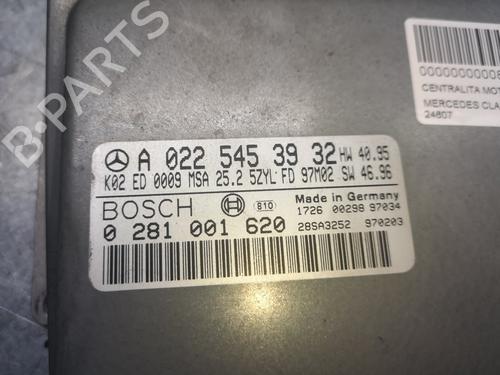 B-PARTS
00000000000
CENTRALITA MOT
MERCEDES CLA
24807
A 022 545 39 32 HW 40.95
K02 ED 0009 MSA 25.2 5ZYL FD 97M02 SW 46.96
BOSCH 810 Made in Germany
1726 00298 97034
0 281 001 620 28SA3252 970203